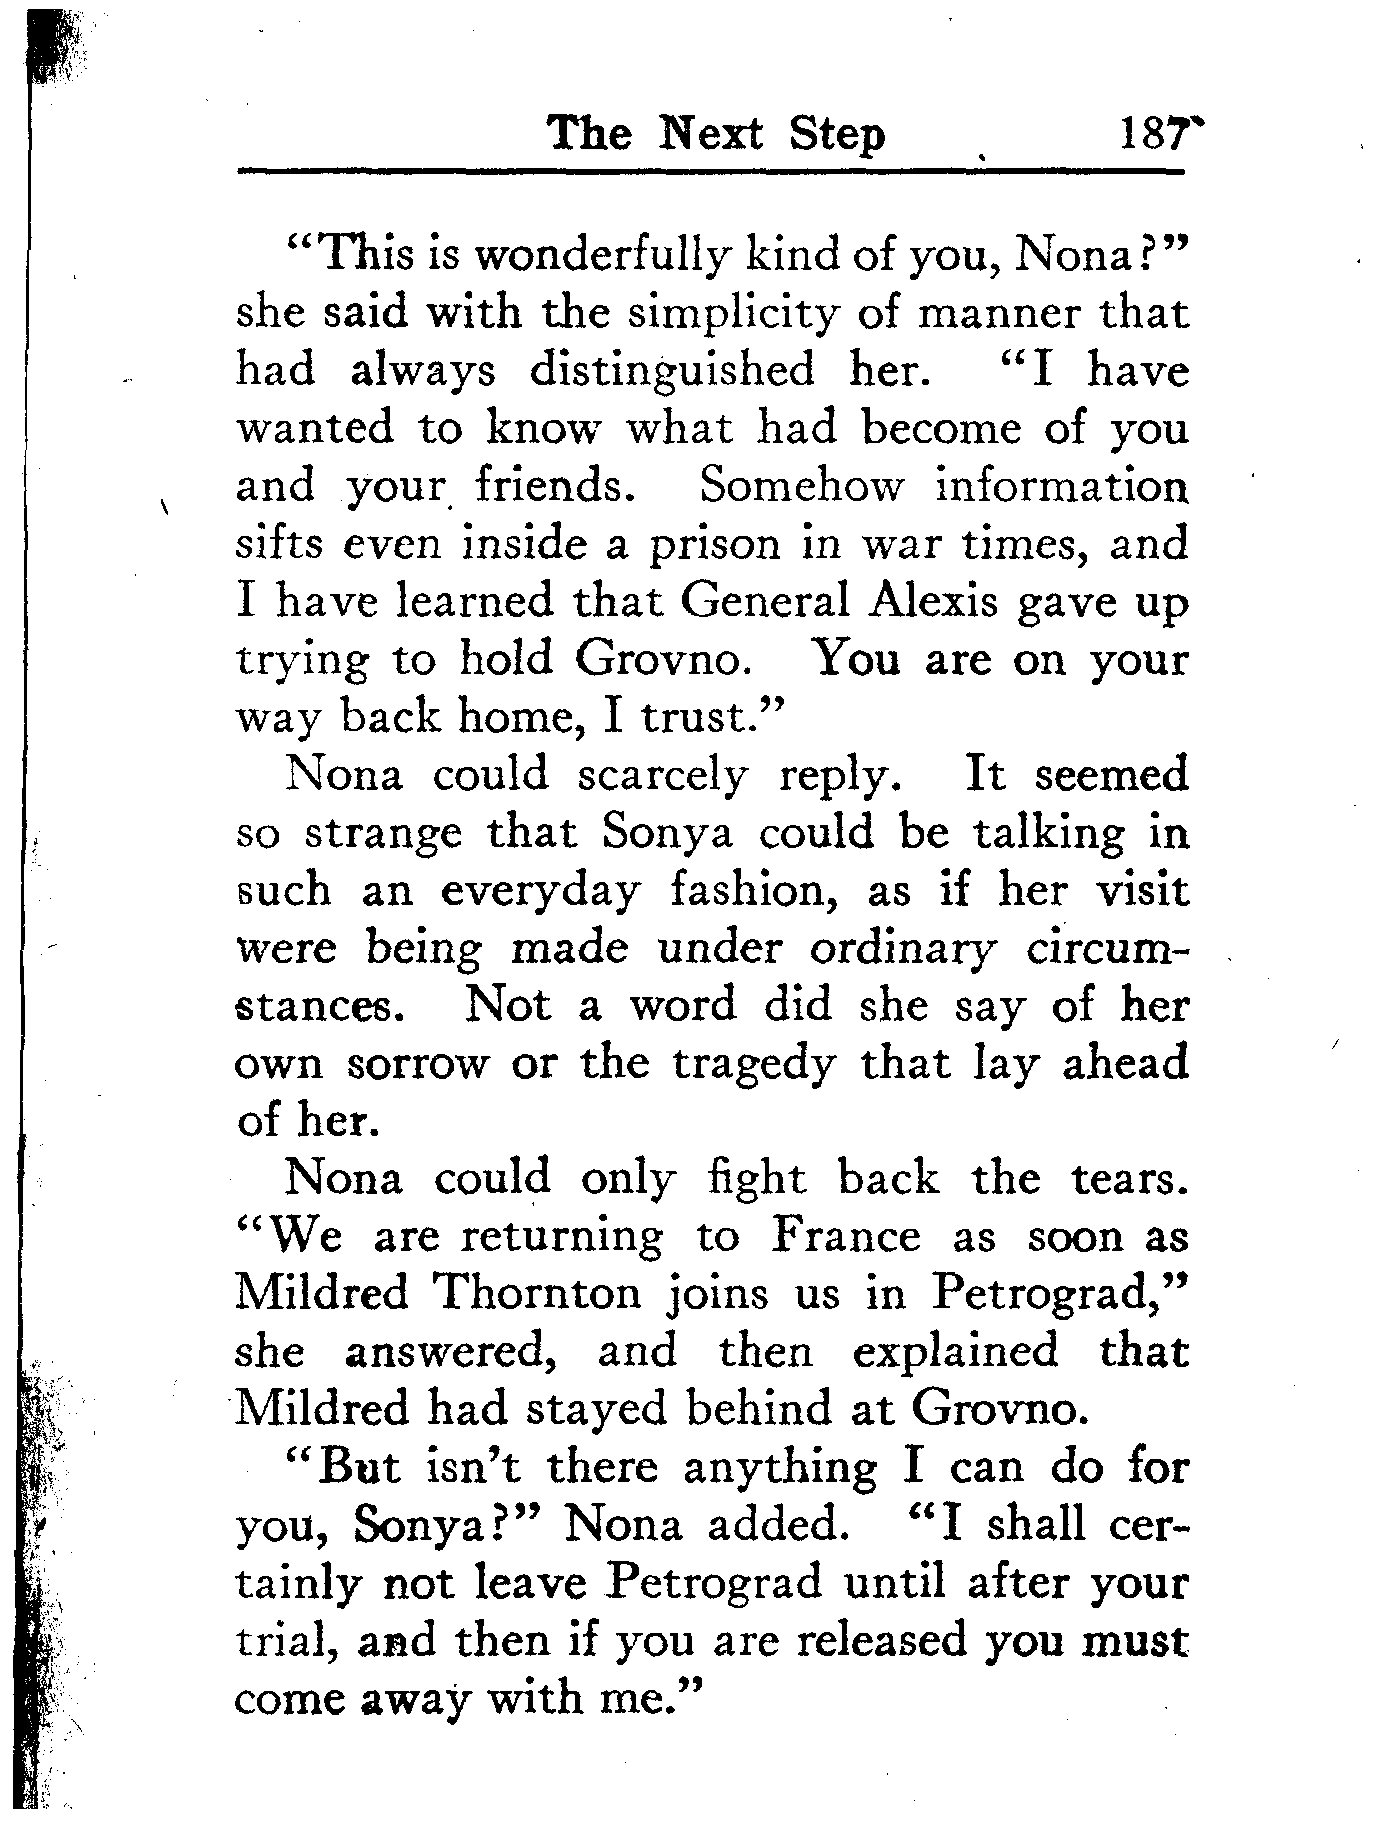 The Next Step 187
“This is wonderfully kind of you, Nona?”
she said with the simplicity of manner that
had always distinguished her. “I have
wanted to know what had become of you
and your friends. Somehow information
sifts even inside a prison in war times, and
I have learned that General Alexis gave up
trying to hold Grovno. You are on your
way back home, I trust.”
Nona could scarcely reply. It seemed
so strange that Sonya could be talking in
such an everyday fashion, as if her visit
were being made under ordinary circum-
stances. Not a word did she say of her
own sorrow or the tragedy that lay ahead
of her.
Nona could only fight back the tears.
“We are returning to France as soon as
Mildred Thornton joins us in Petrograd,”
she answered, and then explained that
Mildred had stayed behind at Grovno.
“But isn’t there anything I can do for
you, Sonya?” Nona added. “I shall cer-
tainly not leave Petrograd until after your
trial, and then if you are released you must
come away with me.”